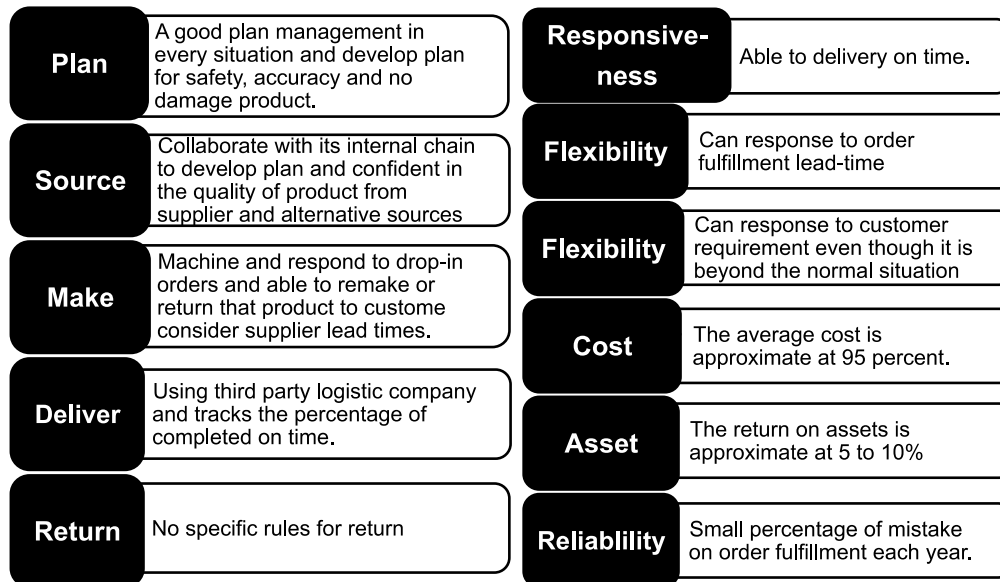 Plan
A good plan management in
every situation and develop plan
for safety, accuracy and no
damage product.
Source
Collaborate with its internal chain
to develop plan and confident in
the quality of product from
supplier and alternative sources
Make
Machine and respond to drop-in
orders and able to remake or
return that product to custome
consider supplier lead times.
Deliver
Using third party logistic company
and tracks the percentage of
completed on time.
Return
No specific rules for return
Responsive-
ness
Able to delivery on time.
Flexibility
Can response to order
fulfillment lead-time
Flexibility
Can response to customer
requirement even though it is
beyond the normal situation
Cost
The average cost is
approximate at 95 percent.
Asset
The return on assets is
approximate at 5 to 10%
Reliablility
Small percentage of mistake
on order fulfillment each year.